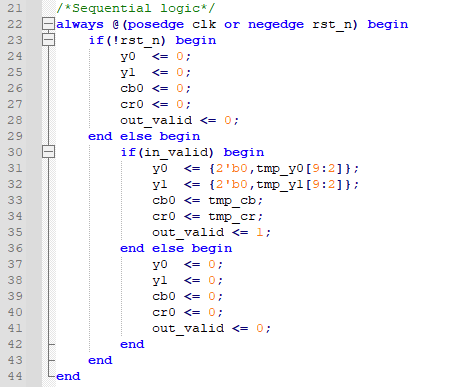 21 /*Sequential logic*/
22 always @(posedge clk or negedge rst_n) begin
23 if(!rst_n) begin
24 y0 <= 0;
25 y1 <= 0;
26 cb0 <= 0;
27 cr0 <= 0;
28 out_valid <= 0;
29 end else begin
30 if(in_valid) begin
31 y0 <= {2'b0,tmp_y0[9:2]};
32 y1 <= {2'b0,tmp_y1[9:2]};
33 cb0 <= tmp_cb;
34 cr0 <= tmp_cr;
35 out_valid <= 1;
36 end else begin
37 y0 <= 0;
38 y1 <= 0;
39 cb0 <= 0;
40 cr0 <= 0;
41 out_valid <= 0;
42 end
43 end
44 end